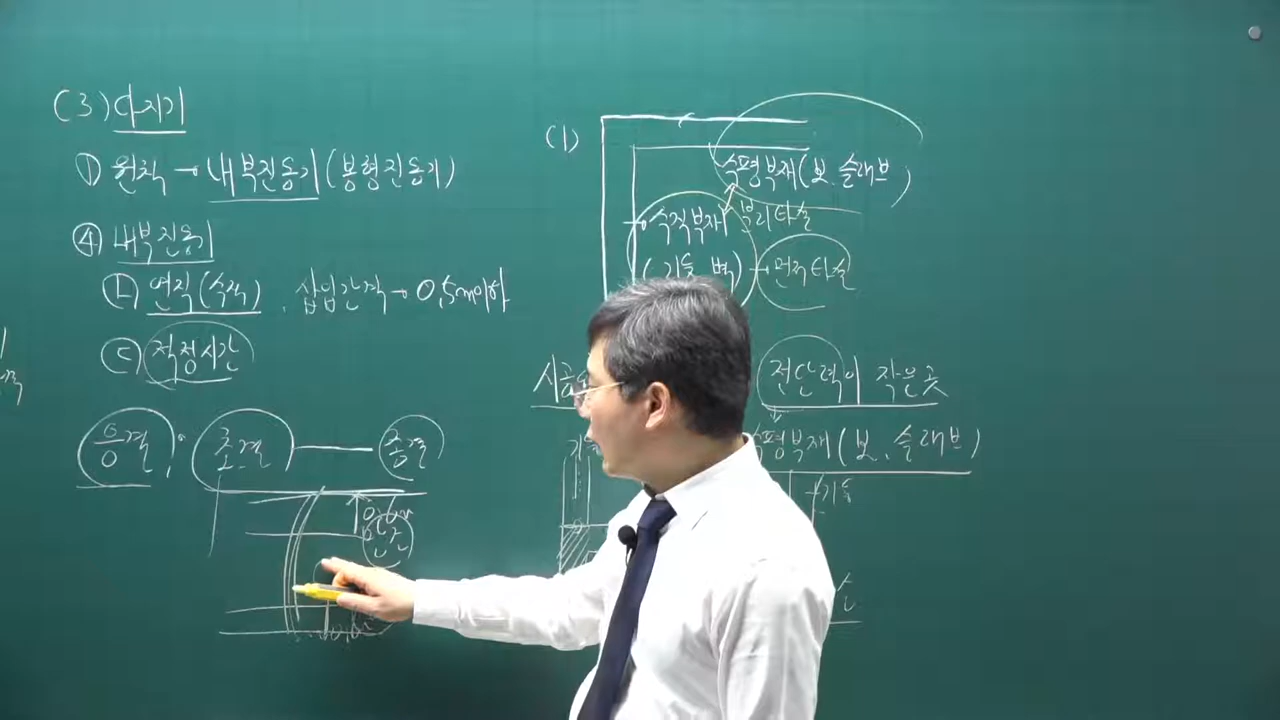 (3) 다지기
① 원칙 → 내부진동기 (봉형진동기)
④ 내부진동기
㉡ 연직(수직), 삽입간격 → 0.5m이하
㉢ 적정시간
응결: 초결 — 종결
(1)
수평부재(보, 슬래브)
수직부재 분리타설
(기둥, 벽) → 먼저타설
전단력이 작은곳
수평부재(보, 슬래브)
기둥